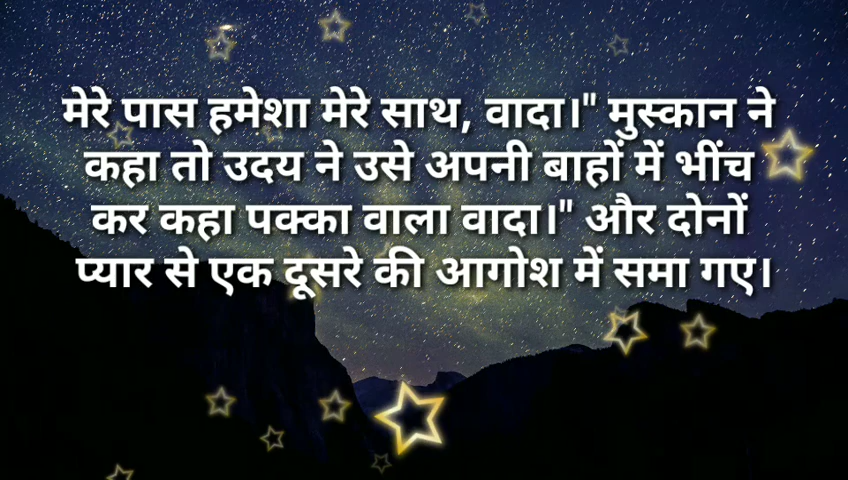 मेरे पास हमेशा मेरे साथ, वादा।" मुस्कान ने
कहा तो उदय ने उसे अपनी बाहों में भींच
कर कहा पक्का वाला वादा।" और दोनों
प्यार से एक दूसरे की आगोश में समा गए।